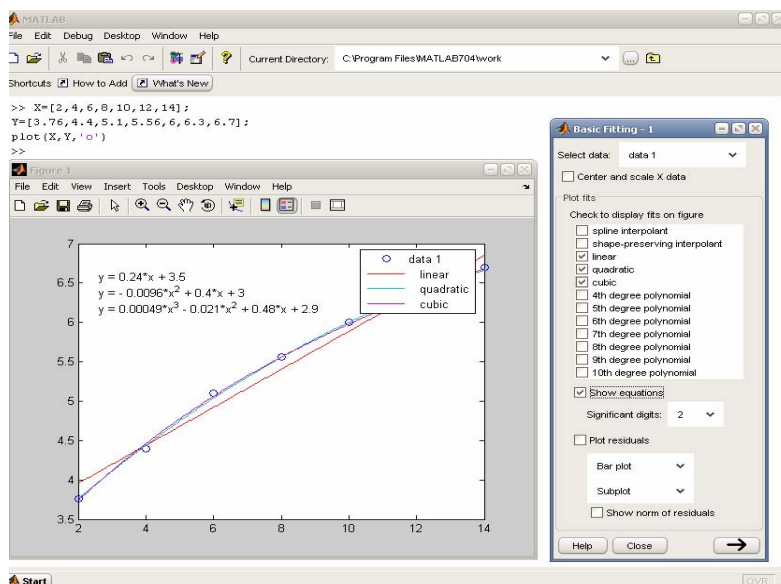 MATLAB
File Edit Debug Desktop Window Help
Current Directory: C:\Program Files\MATLAB704\work
Shortcuts How to Add What's New
>> X=[2,4,6,8,10,12,14];
Y=[3.76,4.4,5.1,5.56,6,6.3,6.7];
plot(X,Y,'o')
>>
Figure 1
File Edit View Insert Tools Desktop Window Help
7
6.5
6
5.5
5
4.5
4
3.5
2 4 6 8 10 12 14
y = 0.24*x + 3.5
y = - 0.0096*x2 + 0.4*x + 3
y = 0.00049*x3 - 0.021*x2 + 0.48*x + 2.9
data 1
linear
quadratic
cubic
Basic Fitting - 1
Select data: data 1
Center and scale X data
Plot fits
Check to display fits on figure
spline interpolant
shape-preserving interpolant
linear
quadratic
cubic
4th degree polynomial
5th degree polynomial
6th degree polynomial
7th degree polynomial
8th degree polynomial
9th degree polynomial
10th degree polynomial
Show equations
Significant digits: 2
Plot residuals
Bar plot
Subplot
Show norm of residuals
Help Close
Start
OVR